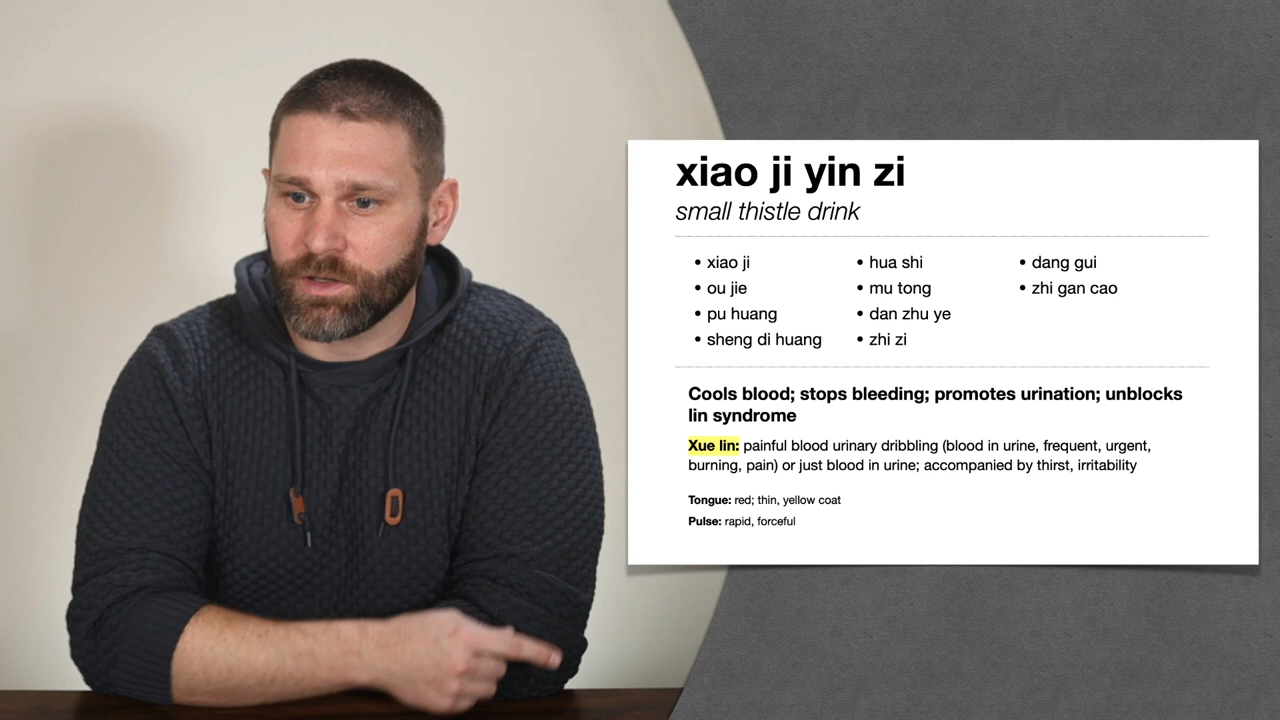 xiao ji yin zi
small thistle drink
• xiao ji
• ou jie
• pu huang
• sheng di huang
• hua shi
• mu tong
• dan zhu ye
• zhi zi
• dang gui
• zhi gan cao
Cools blood; stops bleeding; promotes urination; unblocks
lin syndrome
Xue lin: painful blood urinary dribbling (blood in urine, frequent, urgent,
burning, pain) or just blood in urine; accompanied by thirst, irritability
Tongue: red; thin, yellow coat
Pulse: rapid, forceful